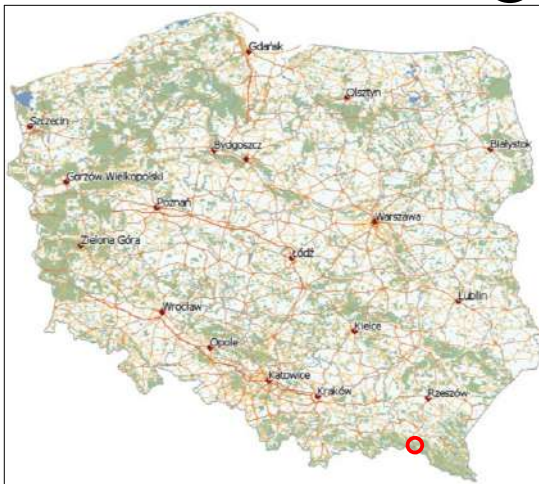 Gdańsk
Olsztyn
Szczecin
Bydgoszcz
Białystok
Gorzów Wielkopolski
Poznań
Warszawa
Zielona Góra
Łódź
Lublin
Wrocław
Kielce
Opole
Katowice
Kraków
Rzeszów